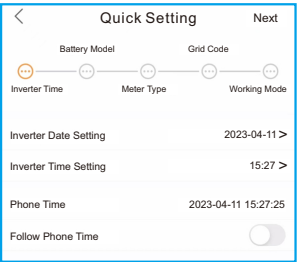 Quick Setting Next
Battery Model Grid Code
Inverter Time Meter Type Working Mode
Inverter Date Setting 2023-04-11 >
Inverter Time Setting 15:27 >
Phone Time 2023-04-11 15:27:25
Follow Phone Time